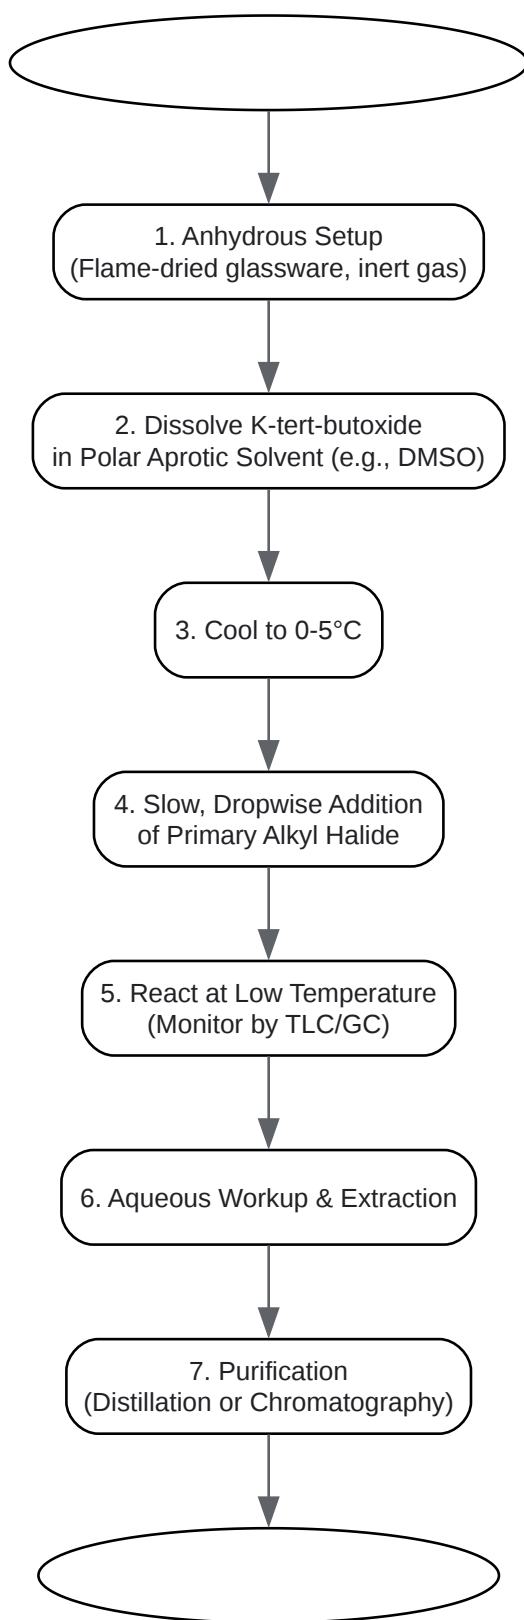 1. Anhydrous Setup
(Flame-dried glassware, inert gas)
2. Dissolve K-tert-butoxide
in Polar Aprotic Solvent (e.g., DMSO)
3. Cool to 0-5°C
4. Slow, Dropwise Addition
of Primary Alkyl Halide
5. React at Low Temperature
(Monitor by TLC/GC)
6. Aqueous Workup & Extraction
7. Purification
(Distillation or Chromatography)